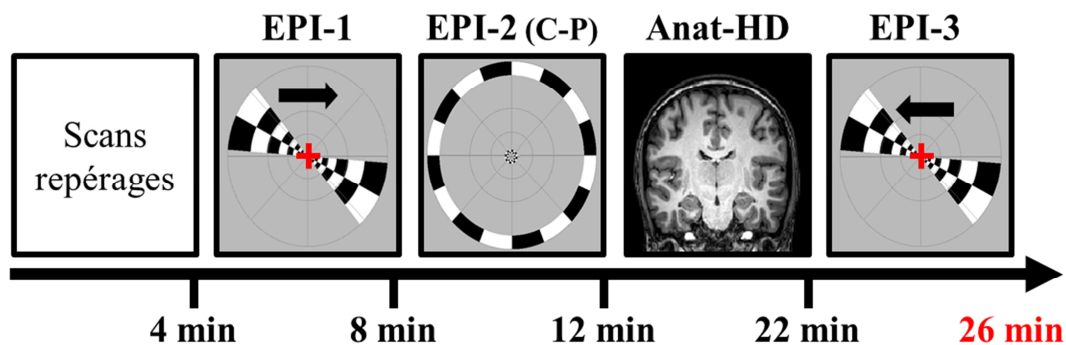 EPI-1
EPI-2 (C-P)
Anat-HD
EPI-3
Scans
repérages
4 min
8 min
12 min
22 min
26 min